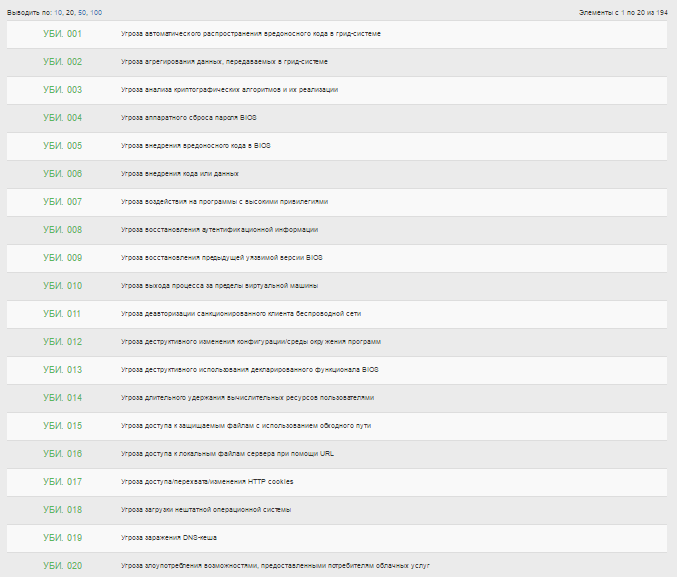 Выводить по: 10, 20, 50, 100 Элементы с 1 по 20 из 194
УБИ. 001 Угроза автоматического распространения вредоносного кода в грид-системе
УБИ. 002 Угроза агрегирования данных, передаваемых в грид-системе
УБИ. 003 Угроза анализа криптографических алгоритмов и их реализации
УБИ. 004 Угроза аппаратного сброса пароля BIOS
УБИ. 005 Угроза внедрения вредоносного кода в BIOS
УБИ. 006 Угроза внедрения кода или данных
УБИ. 007 Угроза воздействия на программы с высокими привилегиями
УБИ. 008 Угроза восстановления аутентификационной информации
УБИ. 009 Угроза восстановления предыдущей уязвимой версии BIOS
УБИ. 010 Угроза выхода процесса за пределы виртуальной машины
УБИ. 011 Угроза деавторизации санкционированного клиента беспроводной сети
УБИ. 012 Угроза деструктивного изменения конфигурации/среды окружения программ
УБИ. 013 Угроза деструктивного использования декларированного функционала BIOS
УБИ. 014 Угроза длительного удержания вычислительных ресурсов пользователями
УБИ. 015 Угроза доступа к защищаемым файлам с использованием обходного пути
УБИ. 016 Угроза доступа к локальным файлам сервера при помощи URL
УБИ. 017 Угроза доступа/перехвата/изменения HTTP cookies
УБИ. 018 Угроза загрузки нештатной операционной системы
УБИ. 019 Угроза заражения DNS-кеша
УБИ. 020 Угроза злоупотребления возможностями, предоставленными потребителям облачных услуг